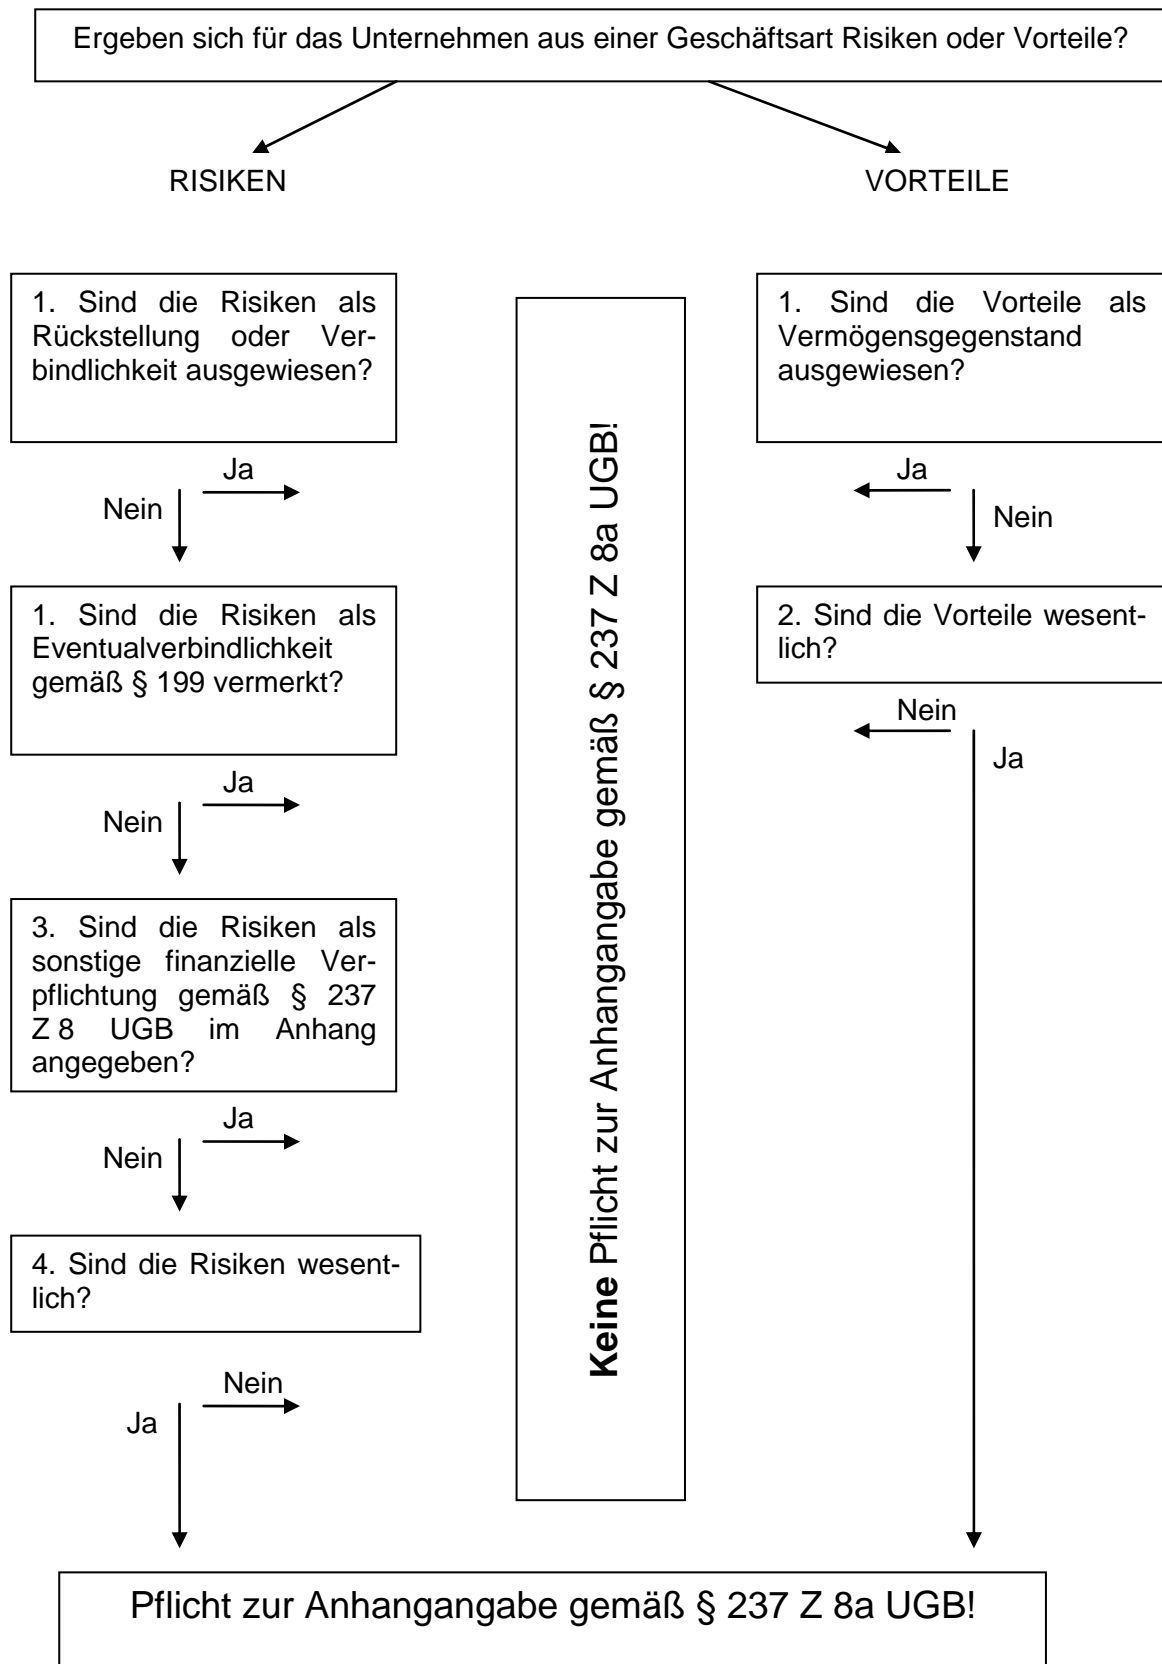 Ergeben sich für das Unternehmen aus einer Geschäftsart Risiken oder Vorteile?
RISIKEN
VORTEILE
1. Sind die Risiken als
Rückstellung oder Ver-
bindlichkeit ausgewiesen?
Ja
Nein
1. Sind die Risiken als
Eventualverbindlichkeit
gemäß § 199 vermerkt?
Ja
Nein
3. Sind die Risiken als
sonstige finanzielle Ver-
pflichtung gemäß § 237
Z 8 UGB im Anhang
angegeben?
Ja
Nein
4. Sind die Risiken wesent-
lich?
Nein
Ja
Keine Pflicht zur Anhangangabe gemäß § 237 Z 8a UGB!
1. Sind die Vorteile als
Vermögensgegenstand
ausgewiesen?
Ja
Nein
2. Sind die Vorteile wesent-
lich?
Nein
Ja
Pflicht zur Anhangangabe gemäß § 237 Z 8a UGB!